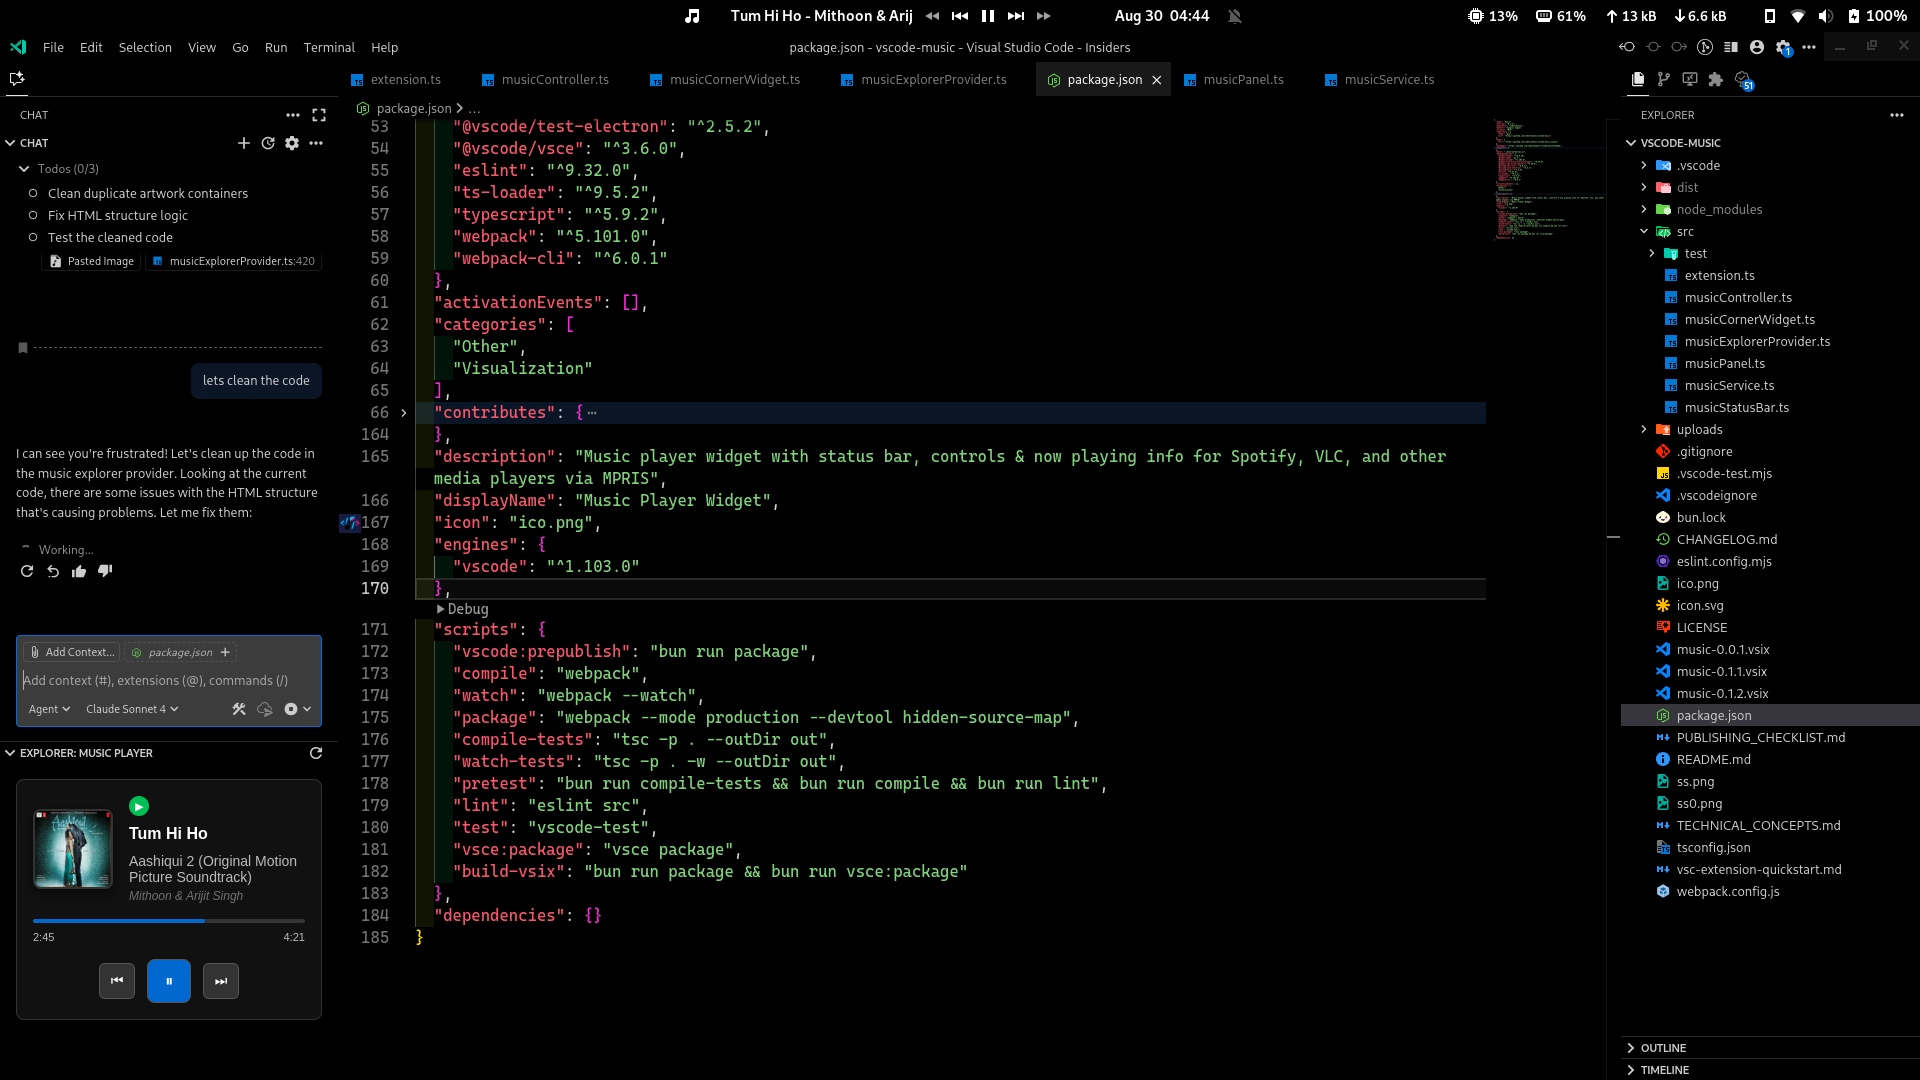 Tum Hi Ho - Mithoon & Arij
Aug 30 04:44
13%
61%
13 kB
6.6 kB
100%
File Edit Selection View Go Run Terminal Help
package.json - vscode-music - Visual Studio Code - Insiders
1
extension.ts
musicController.ts
musicCornerWidget.ts
musicExplorerProvider.ts
package.json
musicPanel.ts
musicService.ts
51
CHAT
CHAT
Todos (0/3)
Clean duplicate artwork containers
Fix HTML structure logic
Test the cleaned code
Pasted Image
musicExplorerProvider.ts:420
lets clean the code
I can see you're frustrated! Let's clean up the code in
the music explorer provider. Looking at the current
code, there are some issues with the HTML structure
that's causing problems. Let me fix them:
Working...
Add Context...
package.json
Add context (#), extensions (@), commands (/)
Agent
Claude Sonnet 4
EXPLORER: MUSIC PLAYER
Tum Hi Ho
Aashiqui 2 (Original Motion
Picture Soundtrack)
Mithoon & Arijit Singh
2:45
4:21
package.json > ...
53 "@vscode/test-electron": "^2.5.2",
54 "@vscode/vsce": "^3.6.0",
55 "eslint": "^9.32.0",
56 "ts-loader": "^9.5.2",
57 "typescript": "^5.9.2",
58 "webpack": "^5.101.0",
59 "webpack-cli": "^6.0.1"
60 },
61 "activationEvents": [],
62 "categories": [
63 "Other",
64 "Visualization"
65 ],
66 "contributes": {⋯
164 },
165 "description": "Music player widget with status bar, controls & now playing info for Spotify, VLC, and other
media players via MPRIS",
166 "displayName": "Music Player Widget",
167 "icon": "ico.png",
168 "engines": {
169 "vscode": "^1.103.0"
170 },
Debug
171 "scripts": {
172 "vscode:prepublish": "bun run package",
173 "compile": "webpack",
174 "watch": "webpack --watch",
175 "package": "webpack --mode production --devtool hidden-source-map",
176 "compile-tests": "tsc -p . --outDir out",
177 "watch-tests": "tsc -p . -w --outDir out",
178 "pretest": "bun run compile-tests && bun run compile && bun run lint",
179 "lint": "eslint src",
180 "test": "vscode-test",
181 "vsce:package": "vsce package",
182 "build-vsix": "bun run package && bun run vsce:package"
183 },
184 "dependencies": {}
185 }
EXPLORER
VSCODE-MUSIC
.vscode
dist
node_modules
src
test
extension.ts
musicController.ts
musicCornerWidget.ts
musicExplorerProvider.ts
musicPanel.ts
musicService.ts
musicStatusBar.ts
uploads
.gitignore
.vscode-test.mjs
.vscodeignore
bun.lock
CHANGELOG.md
eslint.config.mjs
ico.png
icon.svg
LICENSE
music-0.0.1.vsix
music-0.1.1.vsix
music-0.1.2.vsix
package.json
PUBLISHING_CHECKLIST.md
README.md
ss.png
ss0.png
TECHNICAL_CONCEPTS.md
tsconfig.json
vsc-extension-quickstart.md
webpack.config.js
OUTLINE
TIMELINE